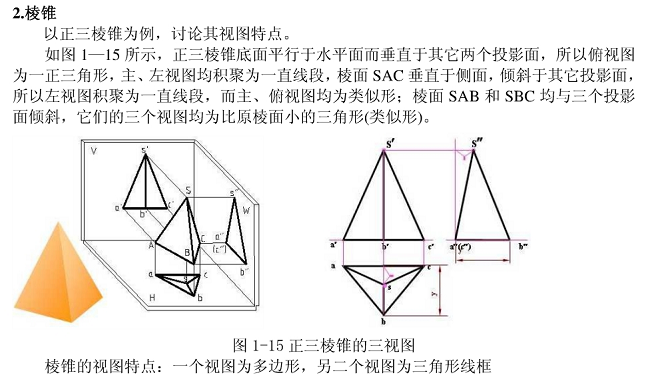 2.棱锥
以正三棱锥为例，讨论其视图特点。
如图 1—15 所示，正三棱锥底面平行于水平面而垂直于其它两个投影面，所以俯视图
为一正三角形，主、左视图均积聚为一直线段，棱面 SAC 垂直于侧面，倾斜于其它投影面，
所以左视图积聚为一直线段，而主、俯视图均为类似形；棱面 SAB 和 SBC 均与三个投影
面倾斜，它们的三个视图均为比原棱面小的三角形(类似形)。
V
s'
S
s"
W
a'
b'
c'
A
B
C
a"
(c")
b"
a
c
s
b
H
S'
S"
a'
b'
c'
a"(c")
b"
y
a
c
s
b
y
图 1-15 正三棱锥的三视图
棱锥的视图特点：一个视图为多边形，另二个视图为三角形线框